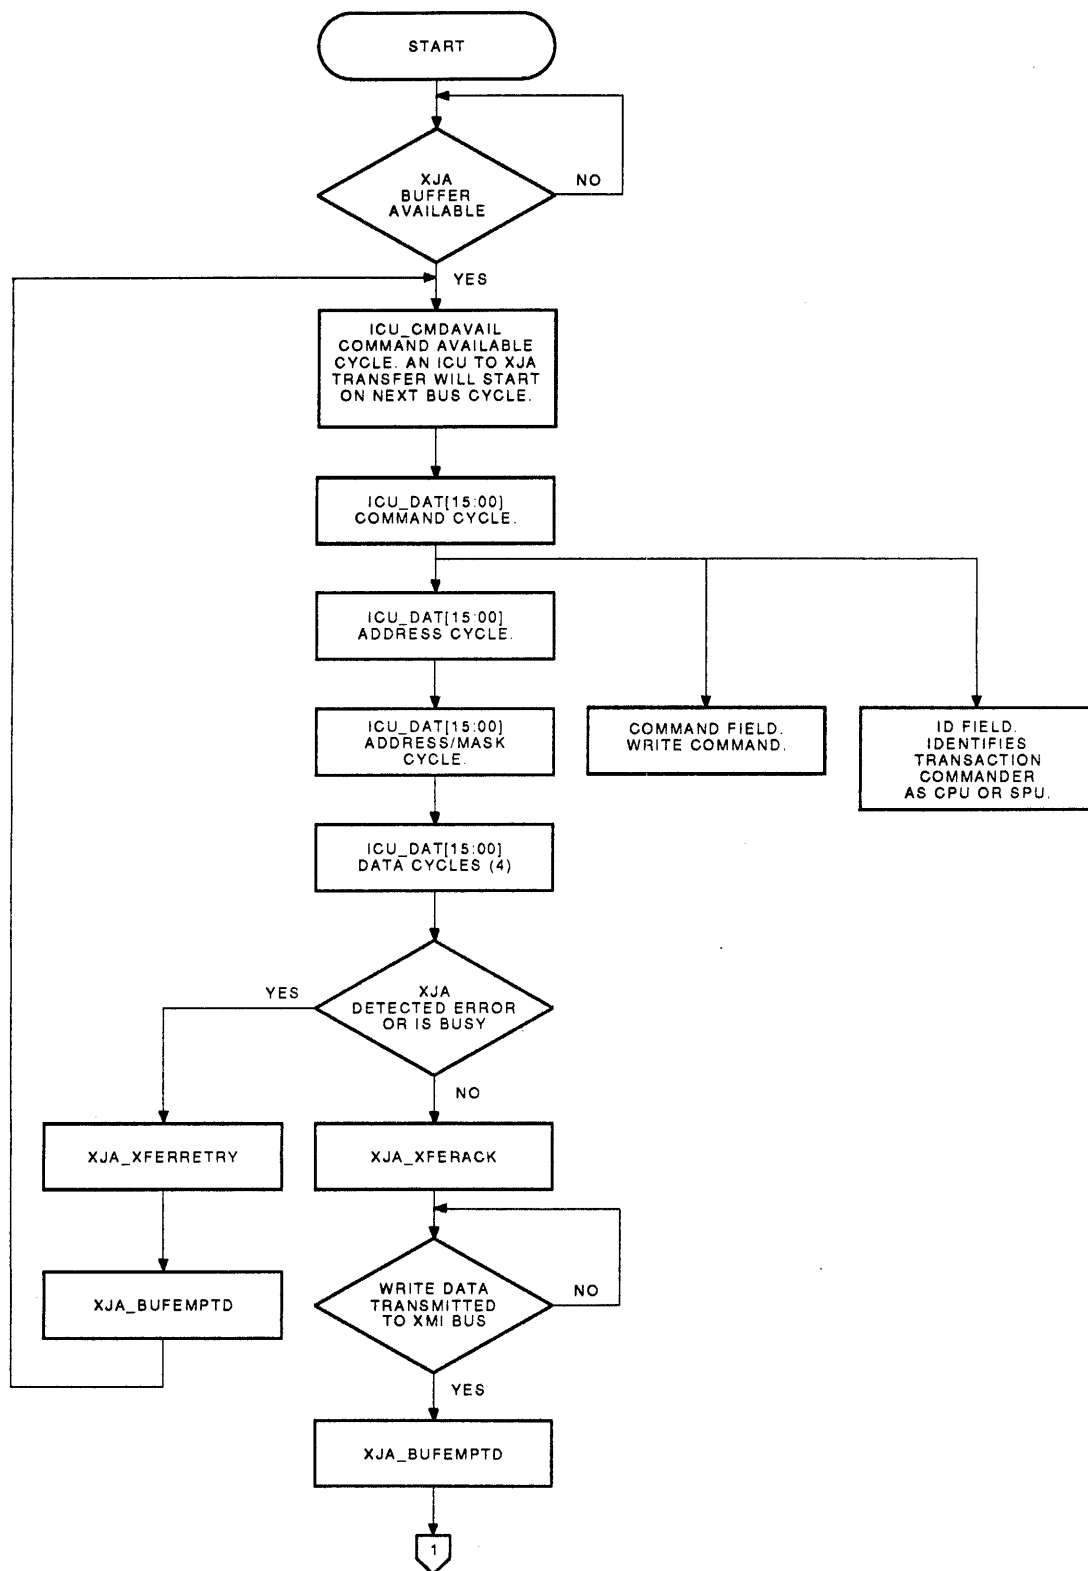 START
XJA
BUFFER
AVAILABLE
NO
YES
ICU_CMDAVAIL
COMMAND AVAILABLE
CYCLE. AN ICU TO XJA
TRANSFER WILL START
ON NEXT BUS CYCLE.
ICU_DAT[15:00]
COMMAND CYCLE.
ICU_DAT[15:00]
ADDRESS CYCLE.
ICU_DAT[15:00]
ADDRESS/MASK
CYCLE.
COMMAND FIELD.
WRITE COMMAND.
ID FIELD.
IDENTIFIES
TRANSACTION
COMMANDER
AS CPU OR SPU.
ICU_DAT[15:00]
DATA CYCLES (4)
YES
XJA
DETECTED ERROR
OR IS BUSY
NO
XJA_XFERRETRY
XJA_XFERACK
XJA_BUFEMPTD
WRITE DATA
TRANSMITTED
TO XMI BUS
NO
YES
XJA_BUFEMPTD
1